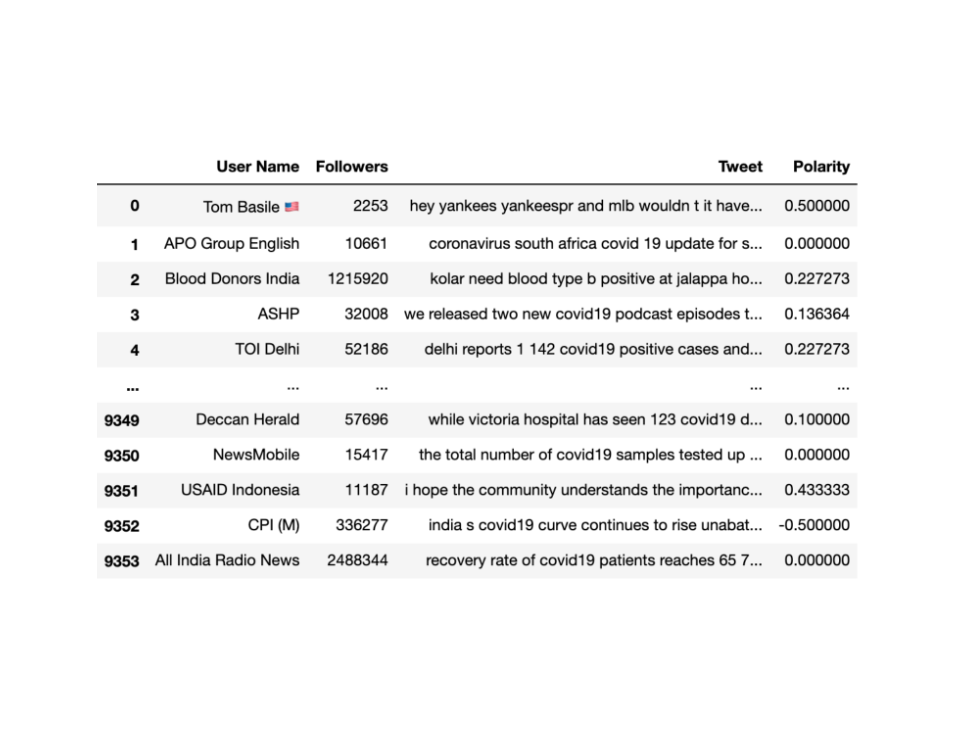 User Name Followers Tweet Polarity
0 Tom Basile 🇺🇸 2253 hey yankees yankeespr and mlb wouldn t it have... 0.500000
1 APO Group English 10661 coronavirus south africa covid 19 update for s... 0.000000
2 Blood Donors India 1215920 kolar need blood type b positive at jalappa ho... 0.227273
3 ASHP 32008 we released two new covid19 podcast episodes t... 0.136364
4 TOI Delhi 52186 delhi reports 1 142 covid19 positive cases and... 0.227273
... ... ... ... ...
9349 Deccan Herald 57696 while victoria hospital has seen 123 covid19 d... 0.100000
9350 NewsMobile 15417 the total number of covid19 samples tested up ... 0.000000
9351 USAID Indonesia 11187 i hope the community understands the importanc... 0.433333
9352 CPI (M) 336277 india s covid19 curve continues to rise unabat... -0.500000
9353 All India Radio News 2488344 recovery rate of covid19 patients reaches 65 7... 0.000000